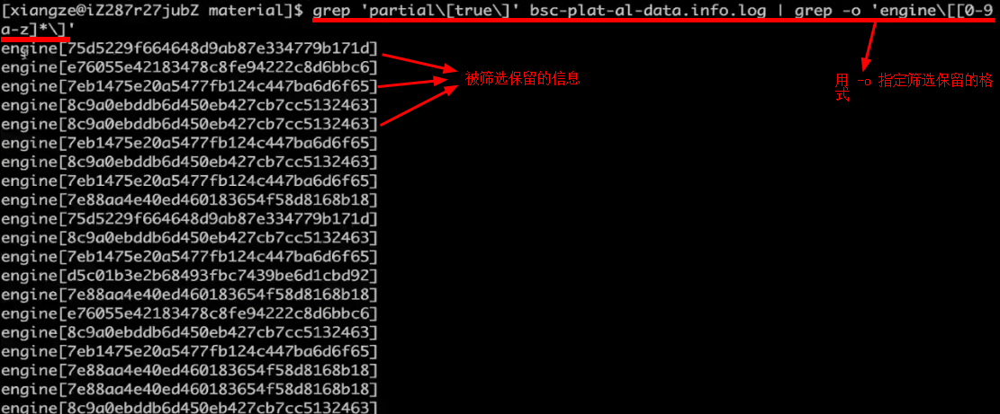 [xiangze@iZ287r27jubZ material]$ grep 'partial\[true\]' bsc-plat-al-data.info.log | grep -o 'engine\[[0-9
a-z]*\]'
engine[75d5229f664648d9ab87e334779b171d]
engine[e76055e42183478c8fe94222c8d6bbc6]
engine[7eb1475e20a5477fb124c447ba6d6f65]
engine[8c9a0ebddb6d450eb427cb7cc5132463]
engine[8c9a0ebddb6d450eb427cb7cc5132463]
engine[7eb1475e20a5477fb124c447ba6d6f65]
engine[8c9a0ebddb6d450eb427cb7cc5132463]
engine[7eb1475e20a5477fb124c447ba6d6f65]
engine[7e88aa4e40ed460183654f58d8168b18]
engine[75d5229f664648d9ab87e334779b171d]
engine[8c9a0ebddb6d450eb427cb7cc5132463]
engine[7eb1475e20a5477fb124c447ba6d6f65]
engine[d5c01b3e2b68493fbc7439be6d1cbd92]
engine[7e88aa4e40ed460183654f58d8168b18]
engine[e76055e42183478c8fe94222c8d6bbc6]
engine[8c9a0ebddb6d450eb427cb7cc5132463]
engine[7eb1475e20a5477fb124c447ba6d6f65]
engine[7e88aa4e40ed460183654f58d8168b18]
engine[7e88aa4e40ed460183654f58d8168b18]
engine[8c9a0ebddb6d450eb427cb7cc5132463]
被筛选保留的信息
用 -o 指定筛选保留的格
式